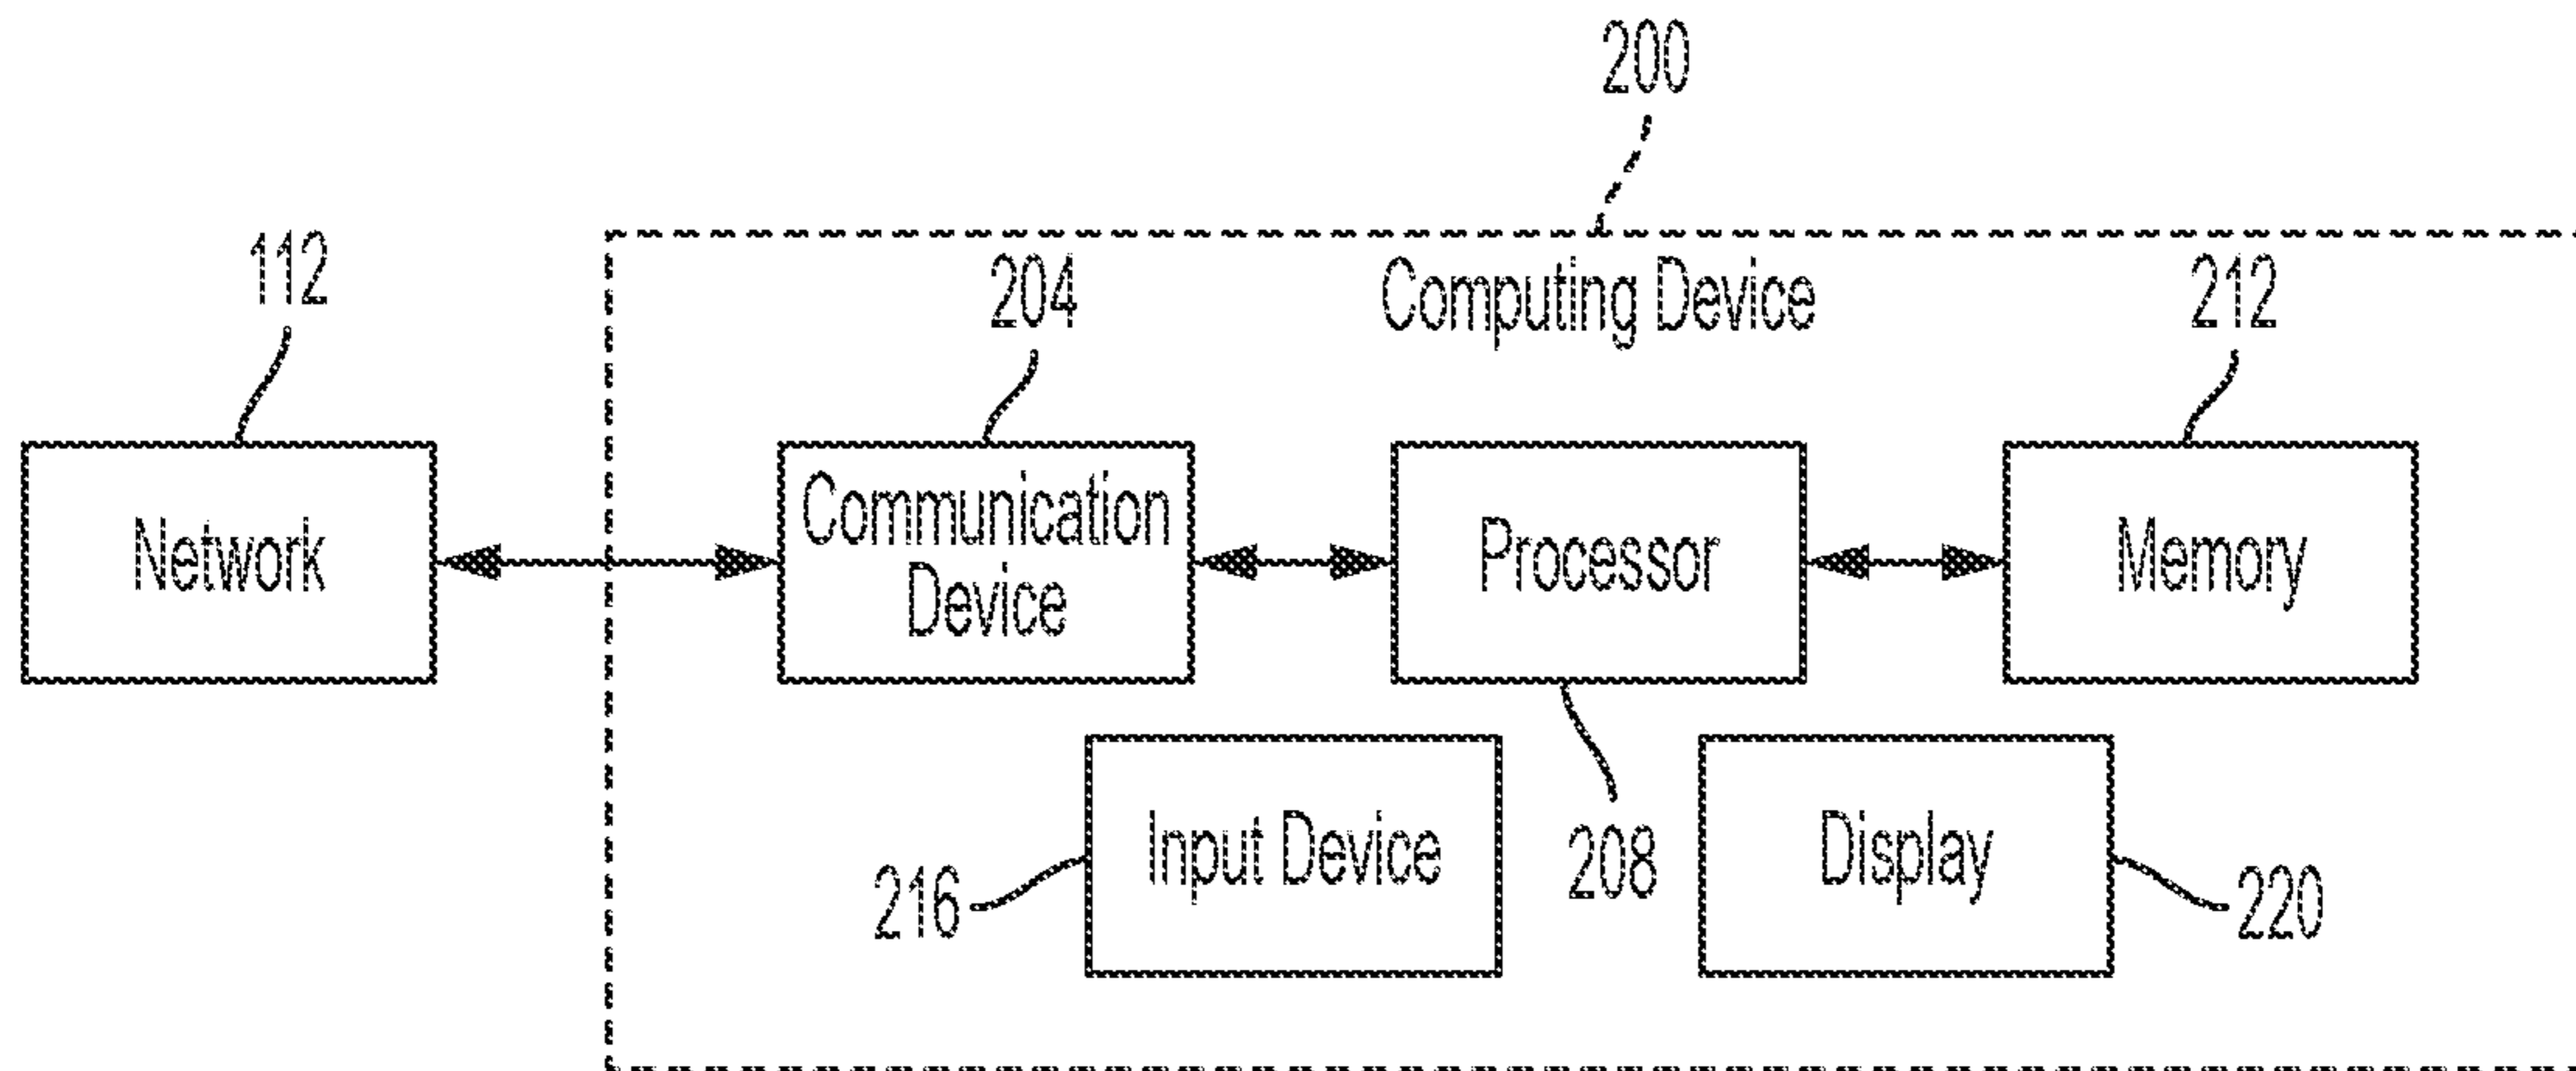 200
112
204
Computing Device
212
Network
Communication
Device
Processor
Memory
Input Device
Display
216
208
220